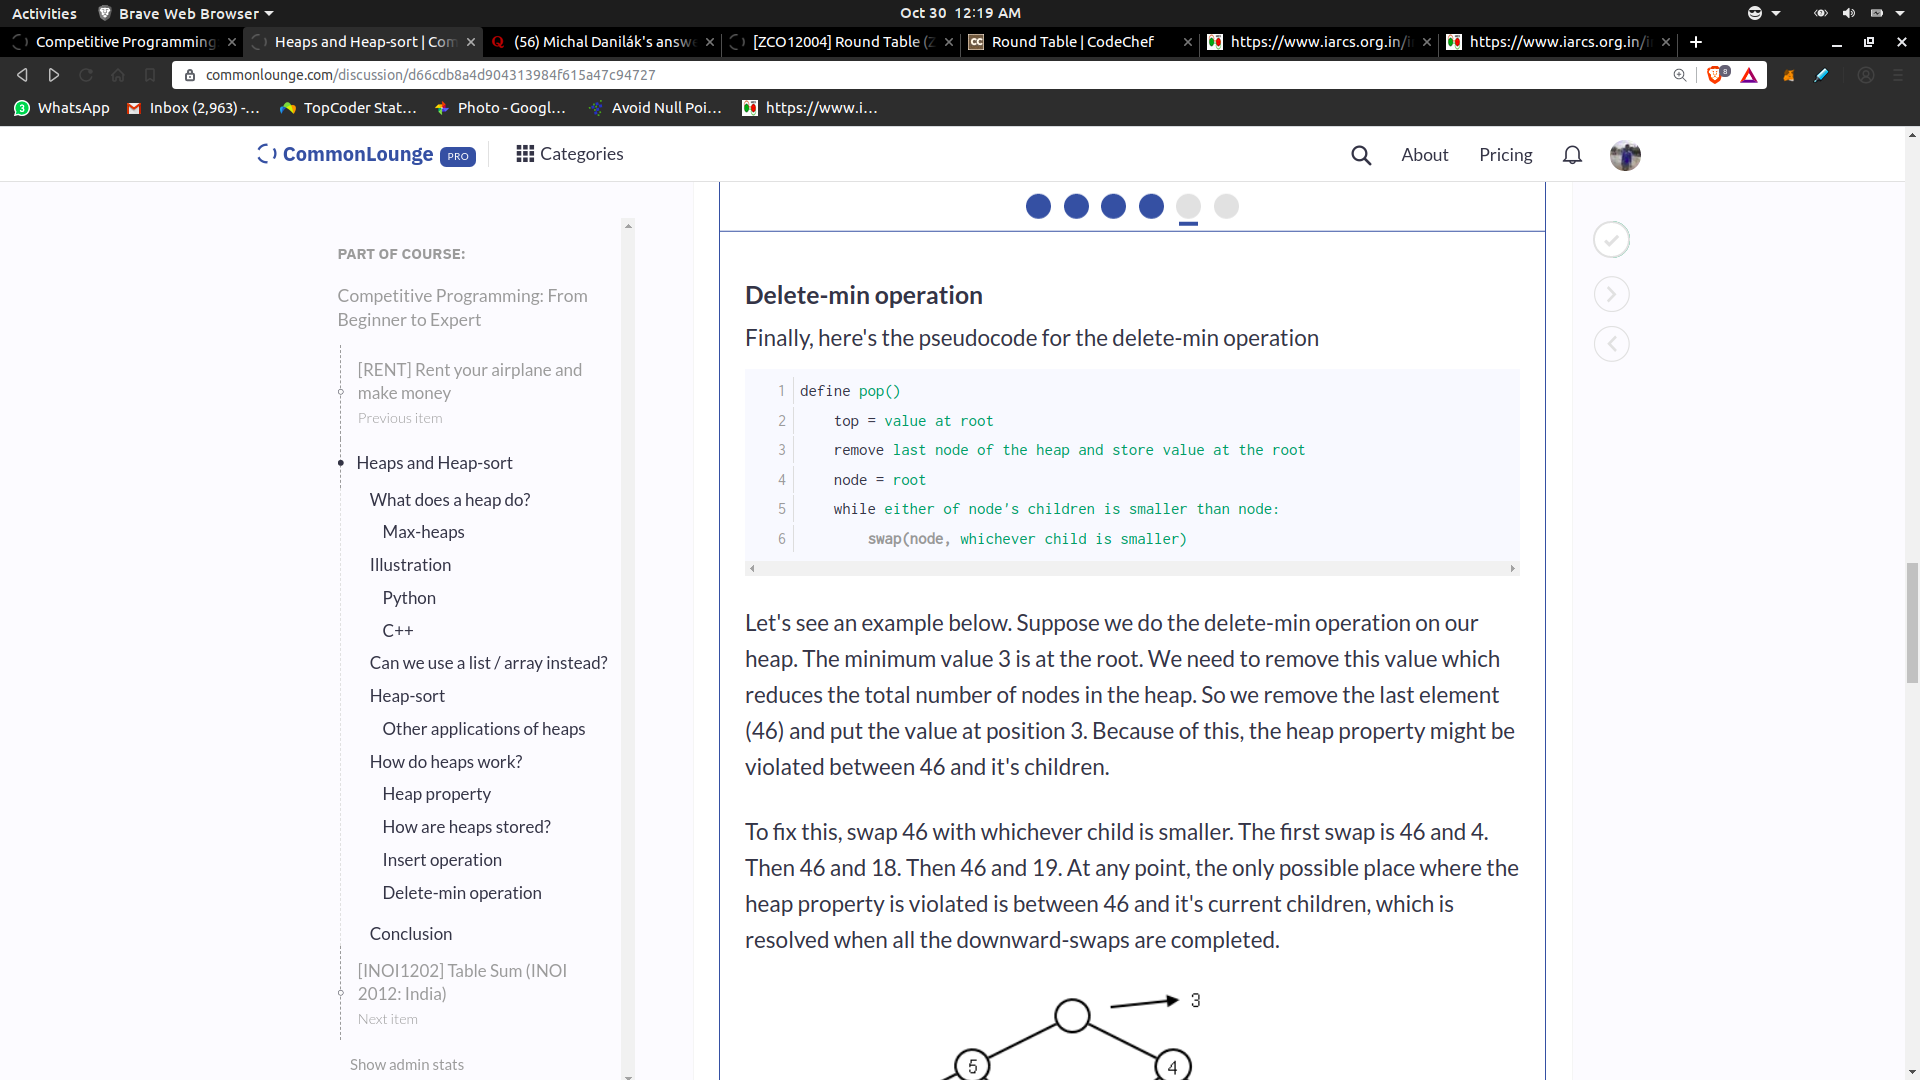 Activities Brave Web Browser Oct 30 12:19 AM
Competitive Programming Heaps and Heap-sort | Com (56) Michal Danilák's answ [ZCO12004] Round Table (Z Round Table | CodeChef https://www.iarcs.org.in/i https://www.iarcs.org.in/i
commonlounge.com/discussion/d66cdb8a4d904313984f615a47c94727 8
3 WhatsApp Inbox (2,963) -... TopCoder Stat... Photo - Googl... Avoid Null Poi... https://www.i...
CommonLounge PRO Categories About Pricing
PART OF COURSE:
Competitive Programming: From
Beginner to Expert
[RENT] Rent your airplane and
make money
Previous item
Heaps and Heap-sort
What does a heap do?
Max-heaps
Illustration
Python
C++
Can we use a list / array instead?
Heap-sort
Other applications of heaps
How do heaps work?
Heap property
How are heaps stored?
Insert operation
Delete-min operation
Conclusion
[INOI1202] Table Sum (INOI
2012: India)
Next item
Show admin stats
Delete-min operation
Finally, here's the pseudocode for the delete-min operation
1 define pop()
2 top = value at root
3 remove last node of the heap and store value at the root
4 node = root
5 while either of node's children is smaller than node:
6 swap(node, whichever child is smaller)
Let's see an example below. Suppose we do the delete-min operation on our
heap. The minimum value 3 is at the root. We need to remove this value which
reduces the total number of nodes in the heap. So we remove the last element
(46) and put the value at position 3. Because of this, the heap property might be
violated between 46 and it's children.
To fix this, swap 46 with whichever child is smaller. The first swap is 46 and 4.
Then 46 and 18. Then 46 and 19. At any point, the only possible place where the
heap property is violated is between 46 and it's current children, which is
resolved when all the downward-swaps are completed.
3
5 4